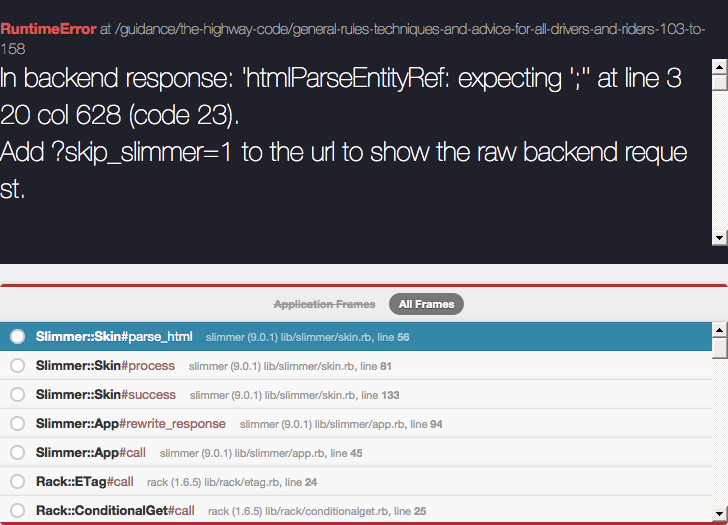 RuntimeError at /guidance/the-highway-code/general-rules-techniques-and-advice-for-all-drivers-and-riders-103-to-
158
In backend response: 'htmlParseEntityRef: expecting ';'' at line 3
20 col 628 (code 23).
Add ?skip_slimmer=1 to the url to show the raw backend reque
st.
Application Frames All Frames
Slimmer::Skin#parse_html slimmer (9.0.1) lib/slimmer/skin.rb, line 56
Slimmer::Skin#process slimmer (9.0.1) lib/slimmer/skin.rb, line 81
Slimmer::Skin#success slimmer (9.0.1) lib/slimmer/skin.rb, line 133
Slimmer::App#rewrite_response slimmer (9.0.1) lib/slimmer/app.rb, line 94
Slimmer::App#call slimmer (9.0.1) lib/slimmer/app.rb, line 45
Rack::ETag#call rack (1.6.5) lib/rack/etag.rb, line 24
Rack::ConditionalGet#call rack (1.6.5) lib/rack/conditionalget.rb, line 25